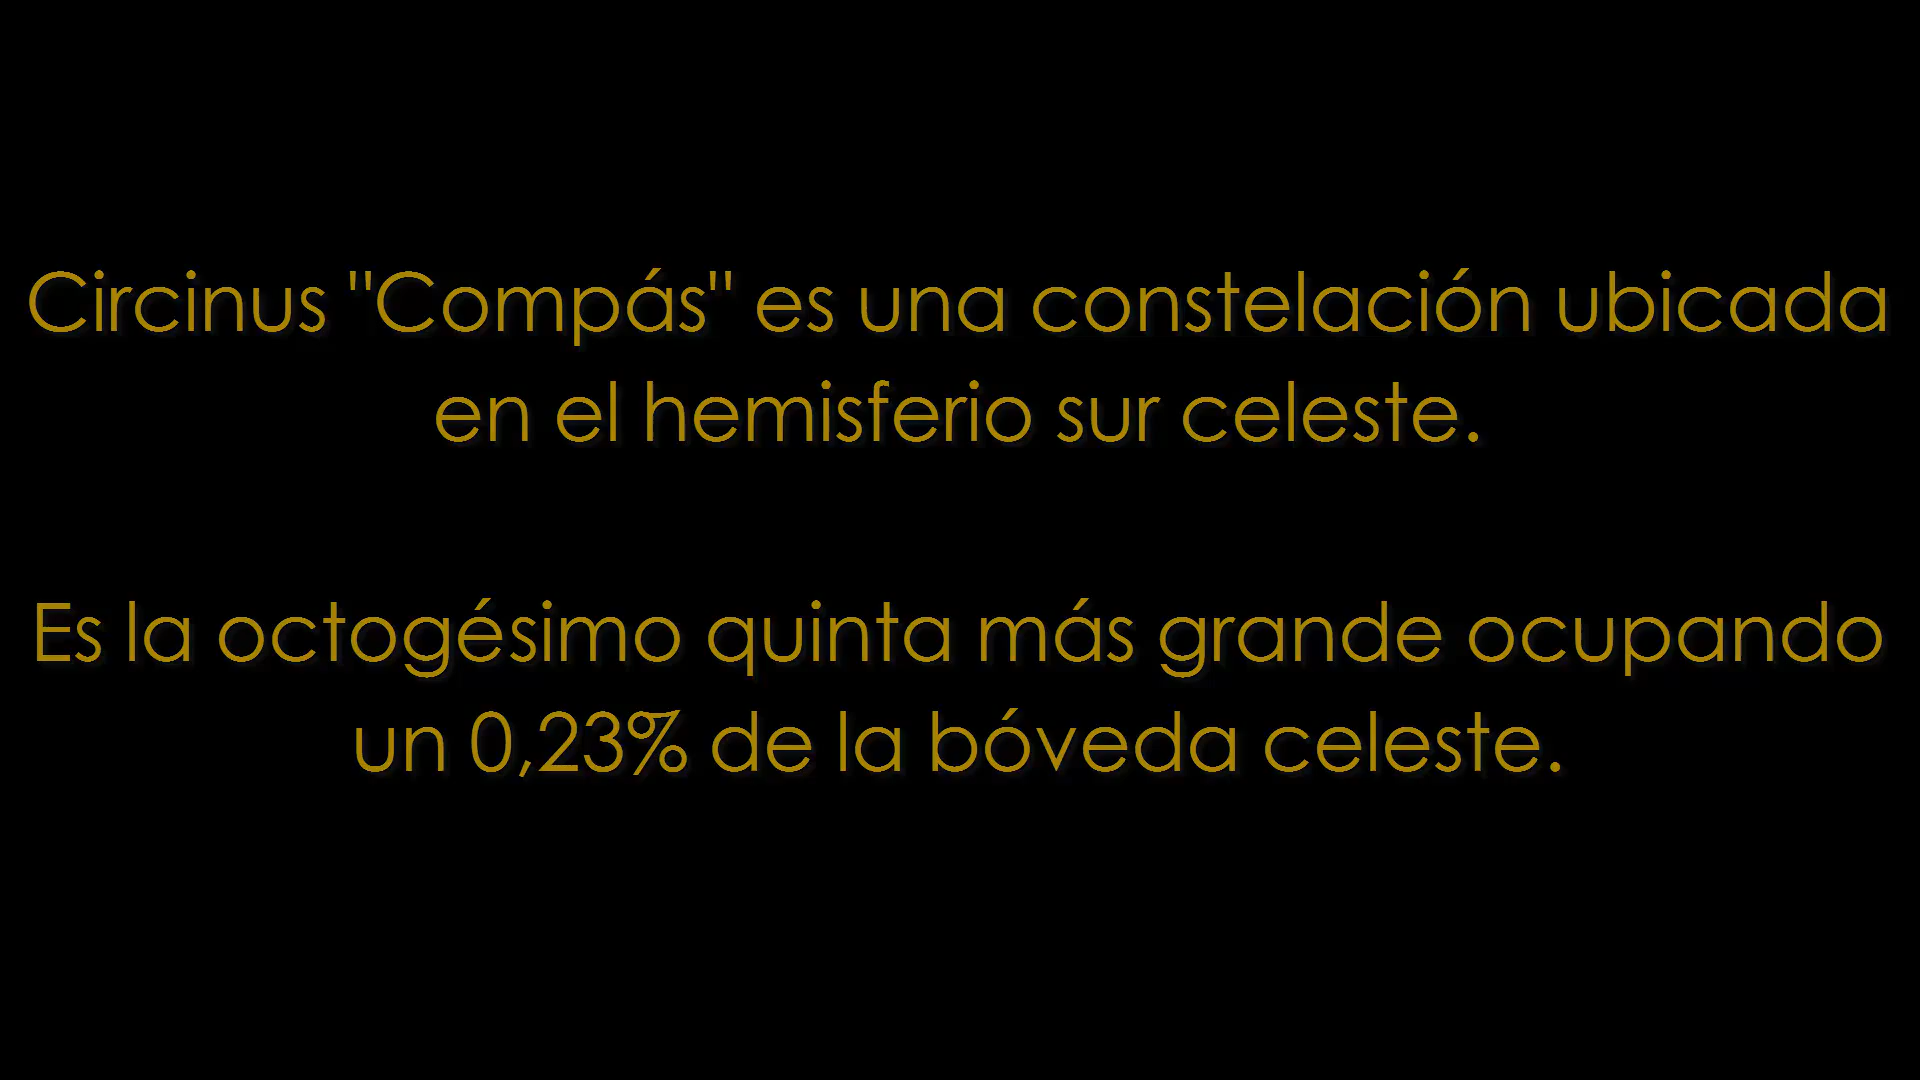 Circinus "Compás" es una constelación ubicada
en el hemisferio sur celeste.
Es la octogésimo quinta más grande ocupando
un 0,23% de la bóveda celeste.